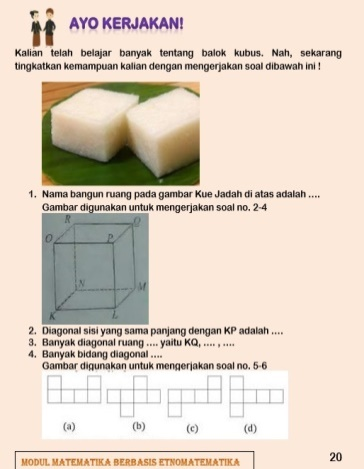 AYO KERJAKAN!
Kalian telah belajar banyak tentang balok kubus. Nah, sekarang
tingkatkan kemampuan kalian dengan mengerjakan soal dibawah ini !
1. Nama bangun ruang pada gambar Kue Jadah di atas adalah ....
Gambar digunakan untuk mengerjakan soal no. 2-4
R Q
O P
N M
K L
2. Diagonal sisi yang sama panjang dengan KP adalah ....
3. Banyak diagonal ruang .... yaitu KQ, .... , ....
4. Banyak bidang diagonal ....
Gambar digunakan untuk mengerjakan soal no. 5-6
(a) (b) (c) (d)
MODUL MATEMATIKA BERBASIS ETNOMATEMATIKA 20